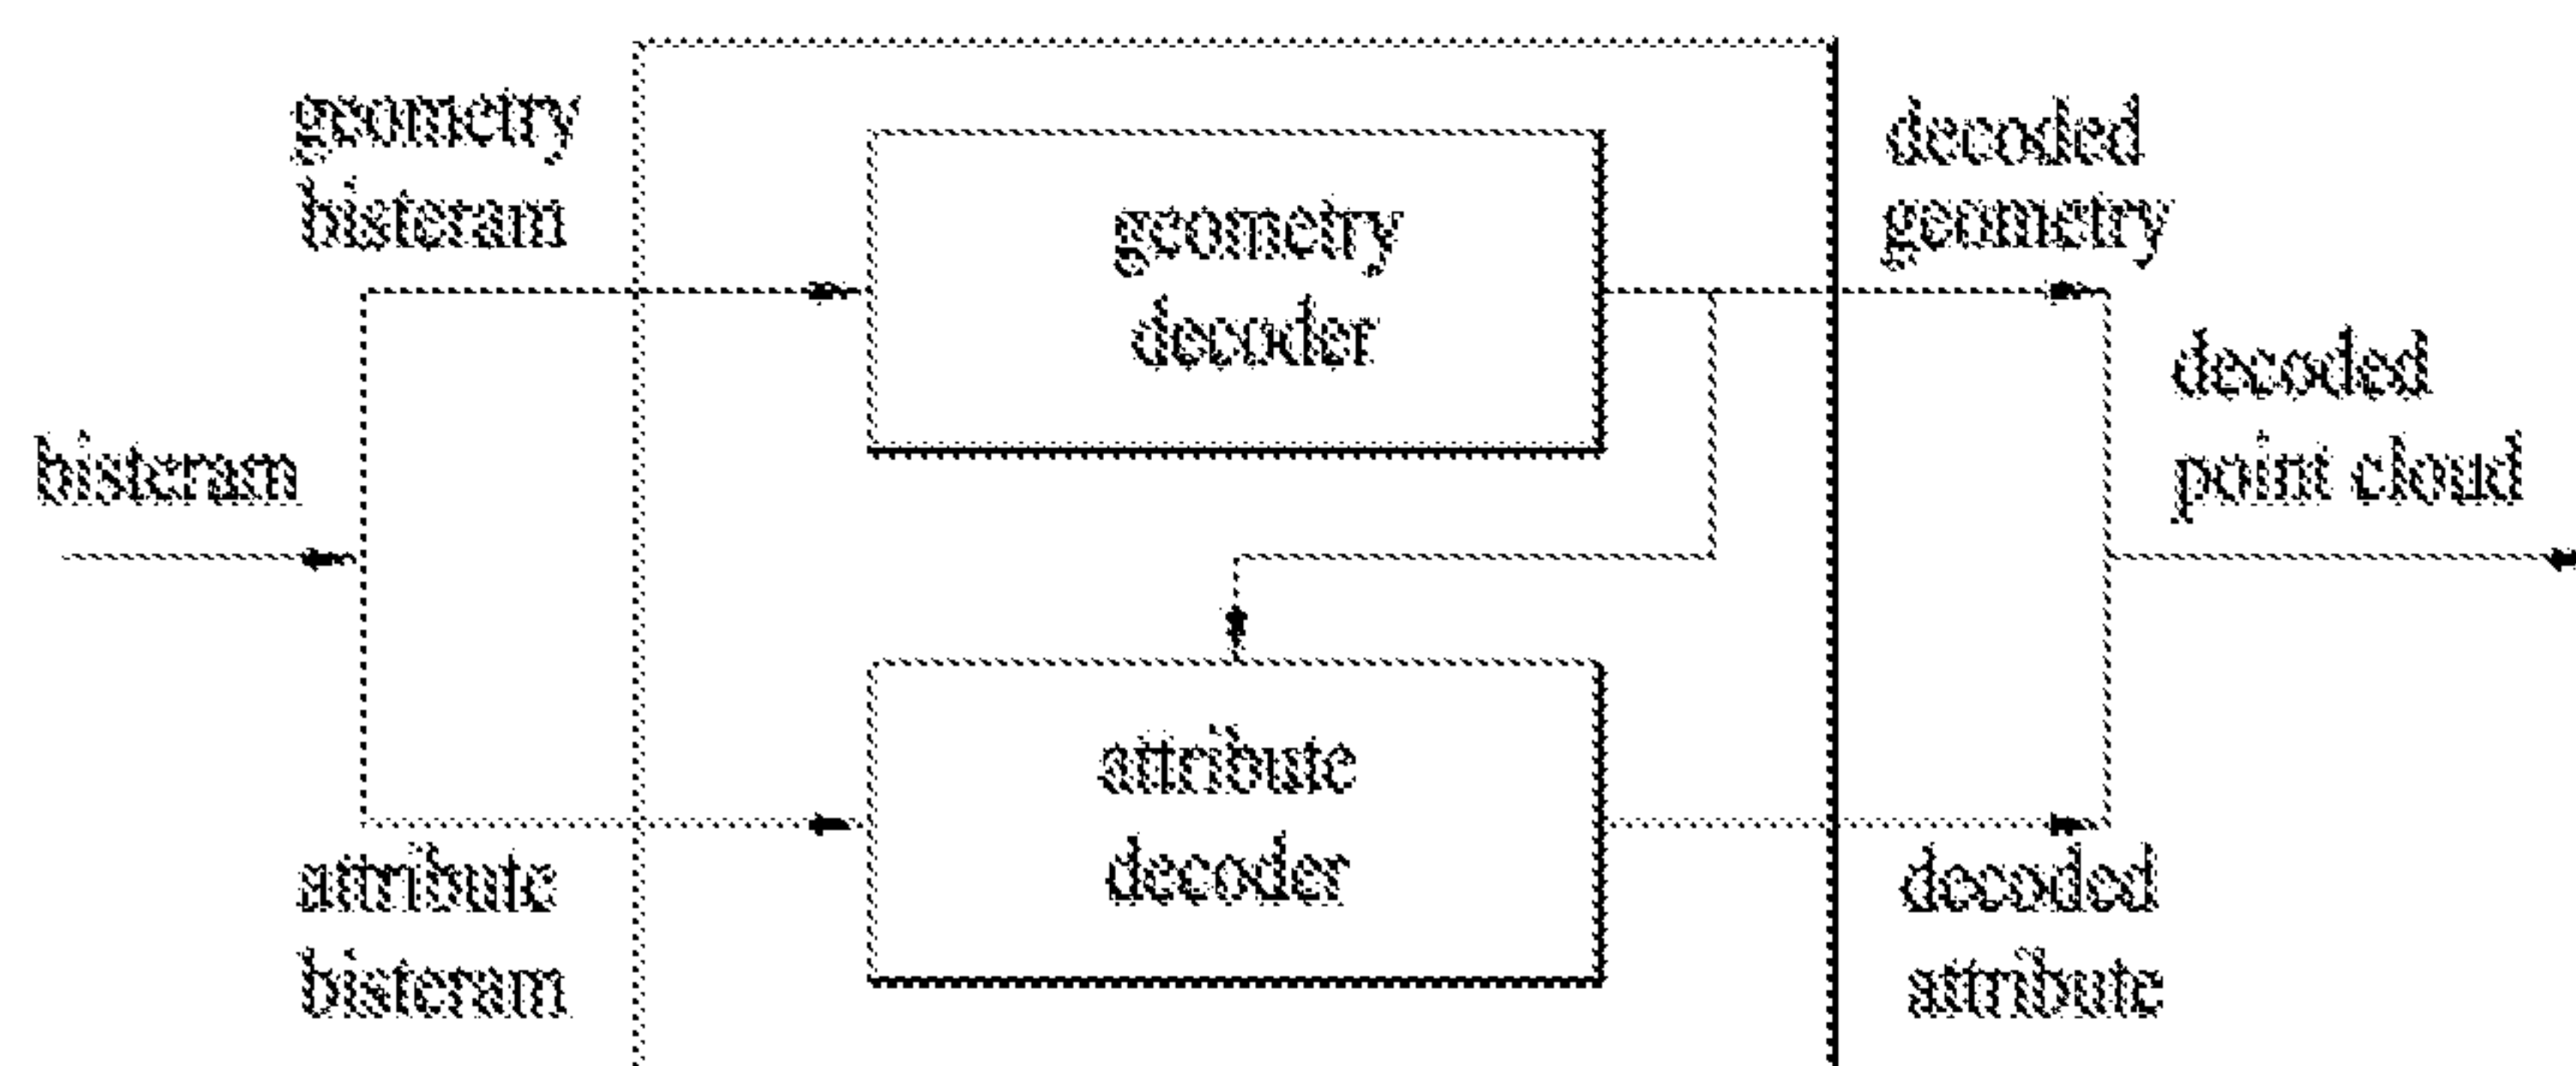 geometry
bisteram
geometry
decoder
decoded
geometry
bisteram
decoded
point cloud
attribute
decoder
attribute
bisteram
decoded
attribute